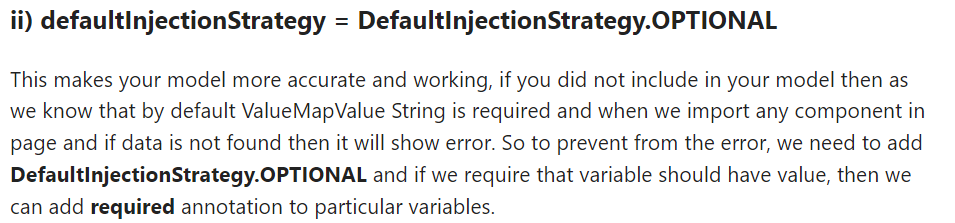 ii) defaultInjectionStrategy = DefaultInjectionStrategy.OPTIONAL
This makes your model more accurate and working, if you did not include in your model then as
we know that by default ValueMapValue String is required and when we import any component in
page and if data is not found then it will show error. So to prevent from the error, we need to add
DefaultInjectionStrategy.OPTIONAL and if we require that variable should have value, then we
can add required annotation to particular variables.